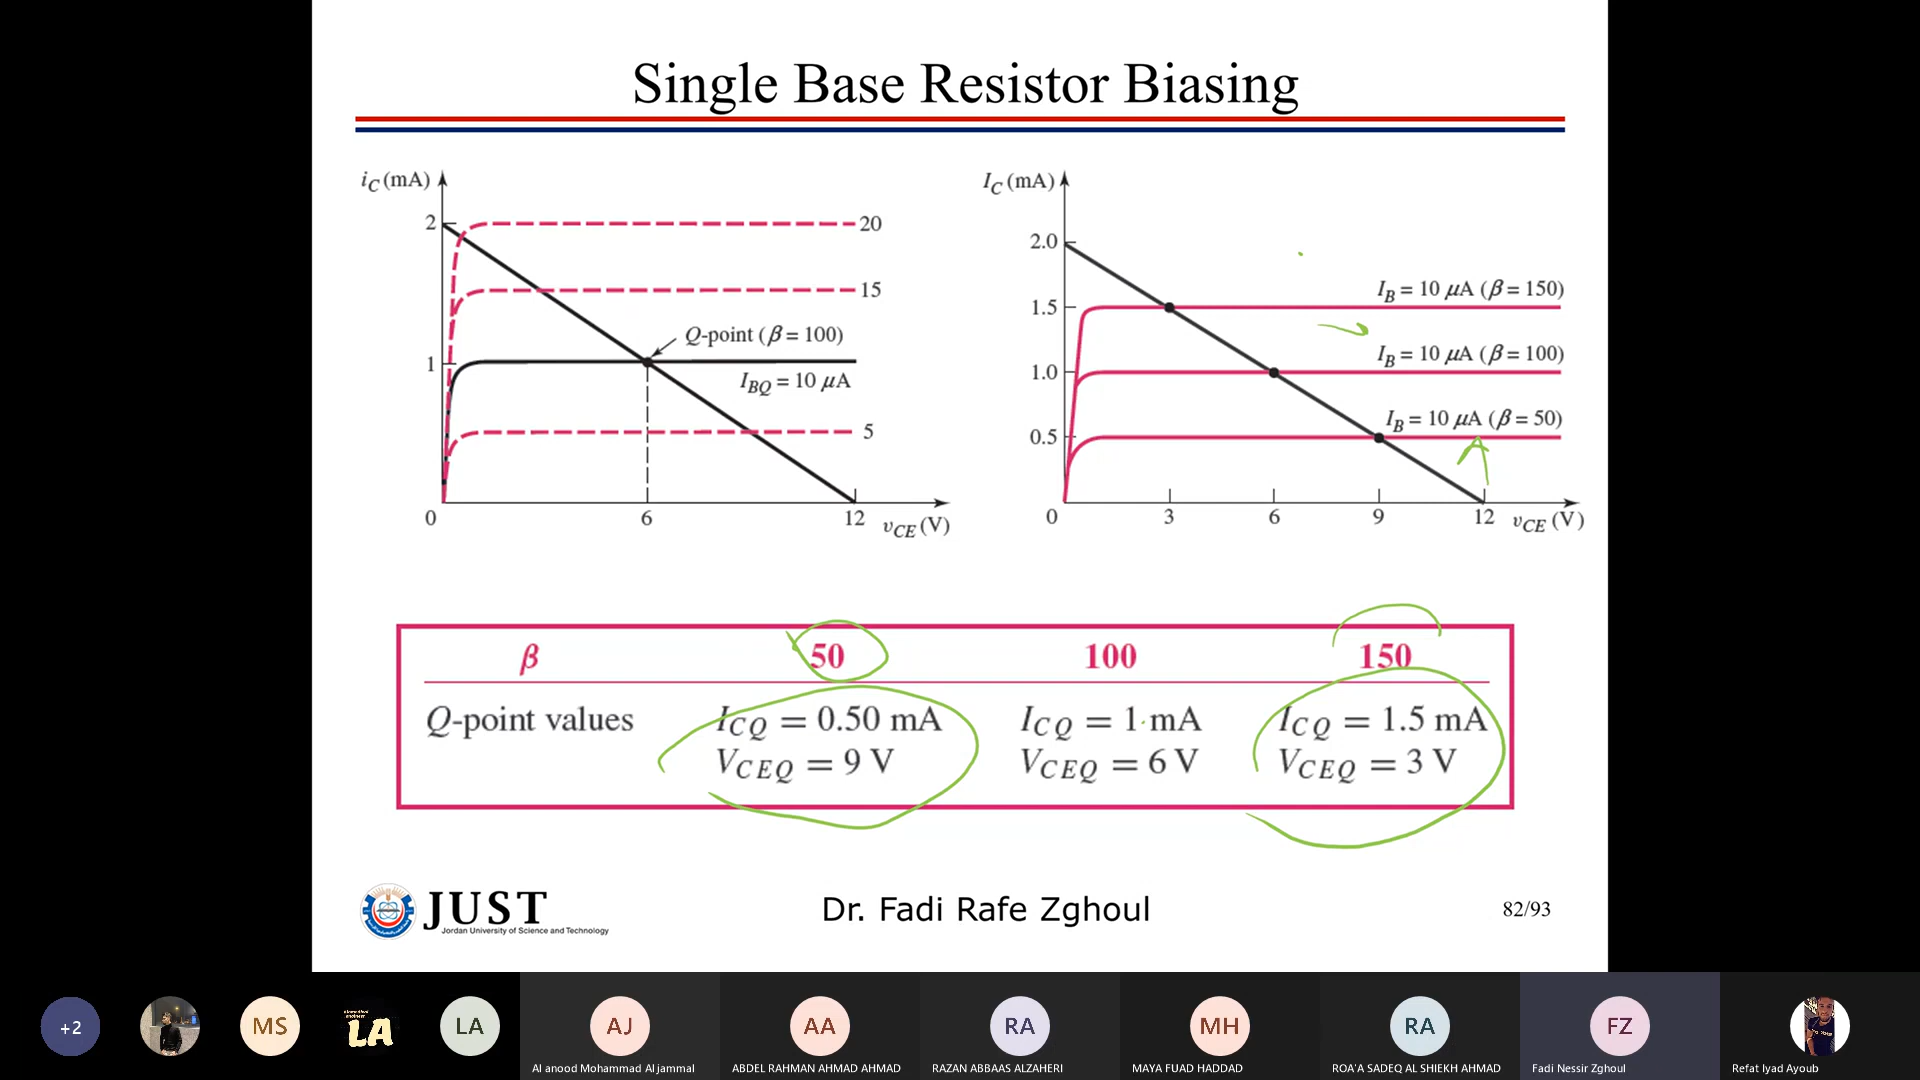 Single Base Resistor Biasing
iC (mA)
2
20
15
Q-point (β = 100)
1
IBQ = 10 μA
5
0
6
12
vCE (V)
IC (mA)
2.0
IB = 10 μA (β = 150)
1.5
IB = 10 μA (β = 100)
1.0
IB = 10 μA (β = 50)
0.5
0
3
6
9
12
vCE (V)
β 50 100 150
Q-point values ICQ = 0.50 mA ICQ = 1 mA ICQ = 1.5 mA
VCEQ = 9 V VCEQ = 6 V VCEQ = 3 V
JUST
Jordan University of Science and Technology
Dr. Fadi Rafe Zghoul
82/93
+2
MS
LA
LA
AJ
AA
RA
MH
RA
FZ
Al anood Mohammad Al jammal
ABDEL RAHMAN AHMAD AHMAD
RAZAN ABBAAS ALZAHERI
MAYA FUAD HADDAD
ROA'A SADEQ AL SHIEKH AHMAD
Fadi Nessir Zghoul
Refat Iyad Ayoub